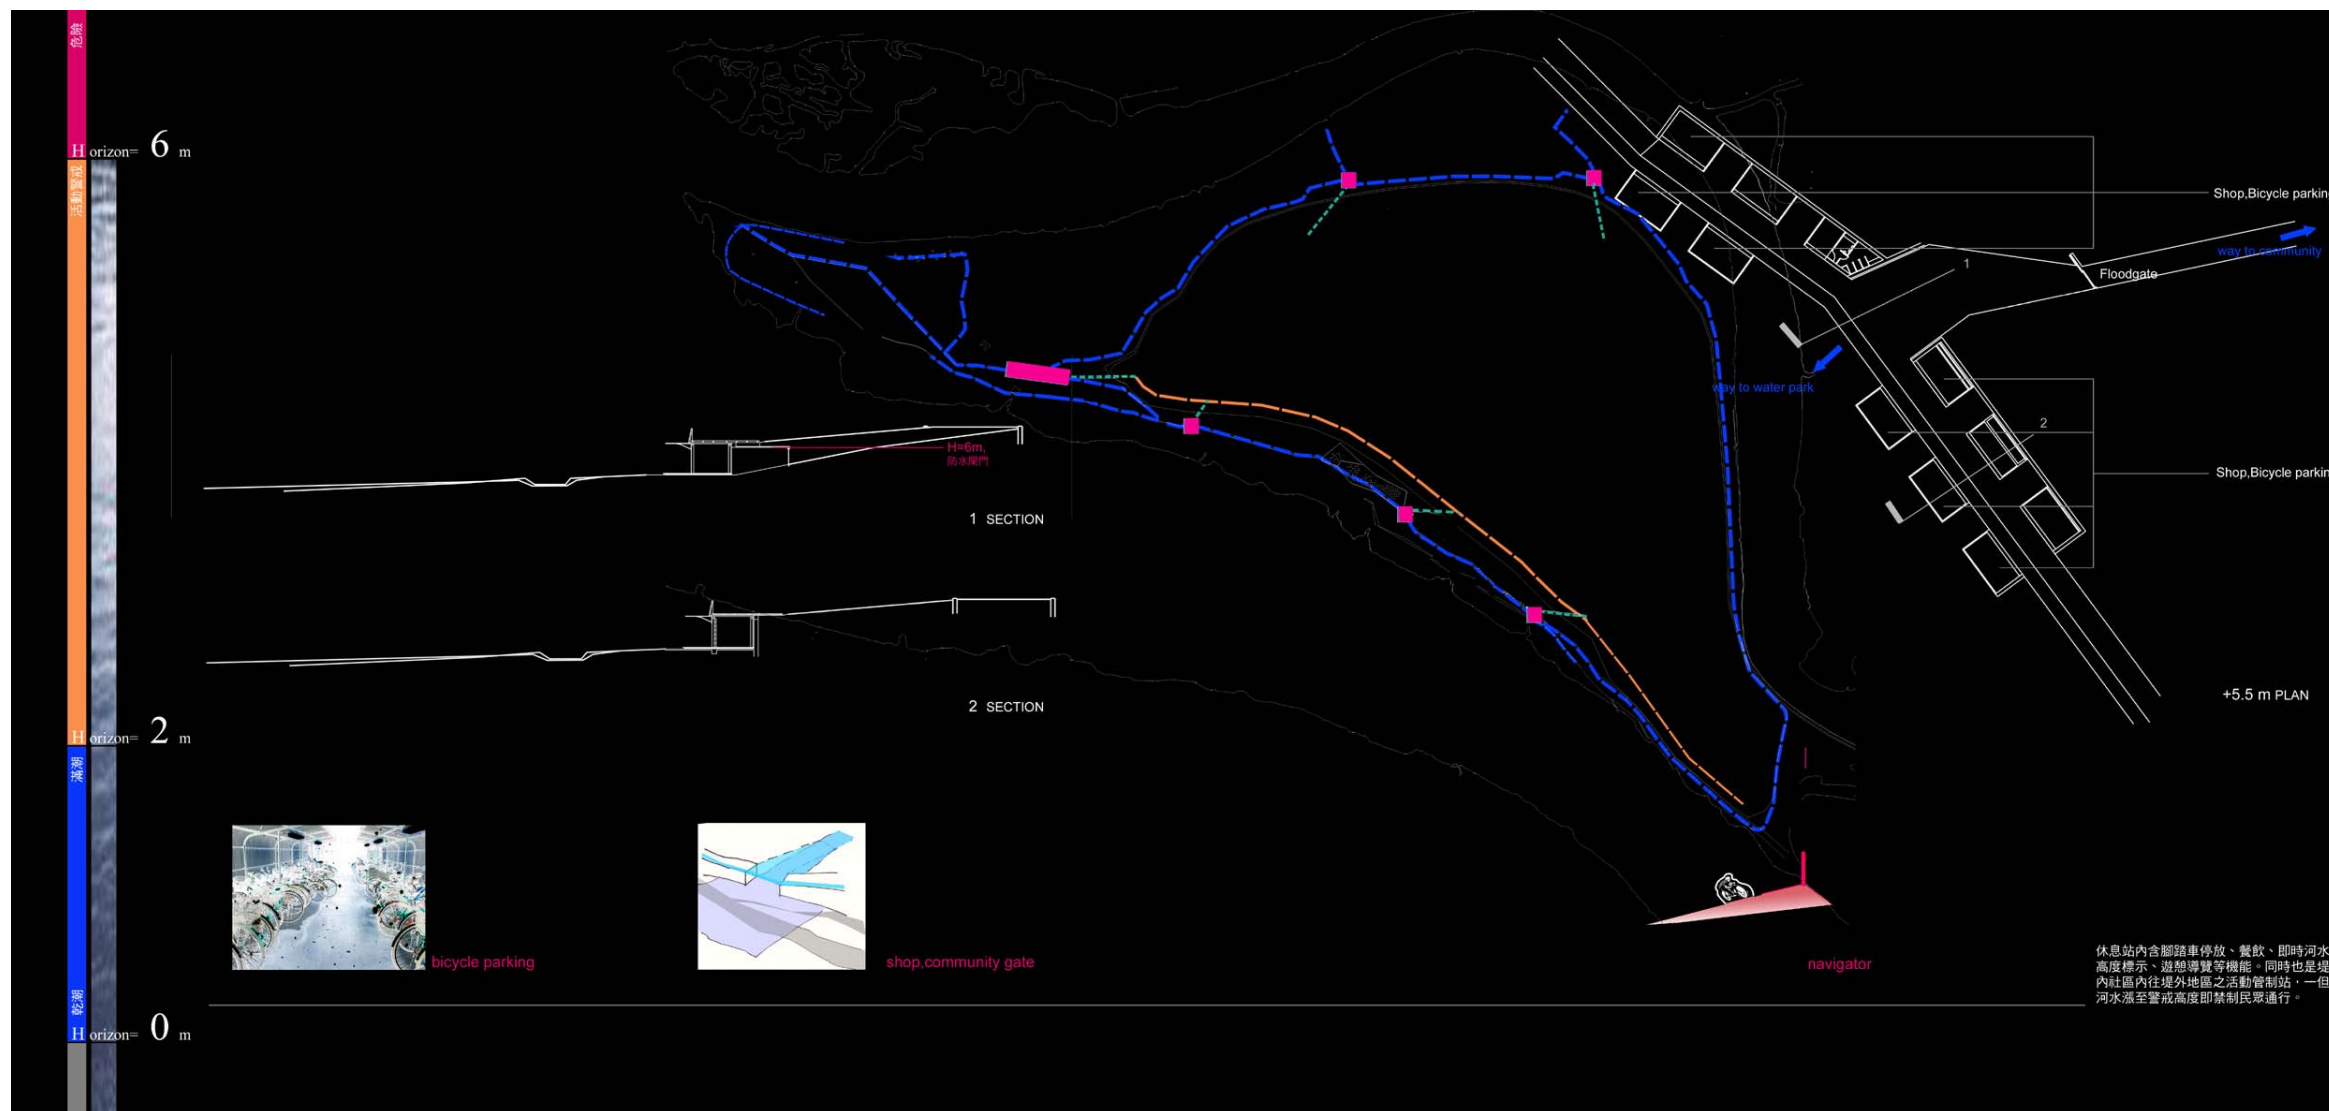 危險
Horizon= 6 m
活動警戒
Shop,Bicycle parking
way to community
1
Floodgate
way to water park
2
H=6m,
防水閘門
1 SECTION
Shop,Bicycle parkin
2 SECTION
+5.5 m PLAN
Horizon= 2 m
滿潮
bicycle parking
shop,community gate
navigator
休息站內含腳踏車停放、餐飲、即時河水
高度標示、遊憩導覽等機能。同時也是堤
內社區內往堤外地區之活動管制站，一但
河水漲至警戒高度即禁制民眾通行。
乾潮
Horizon= 0 m